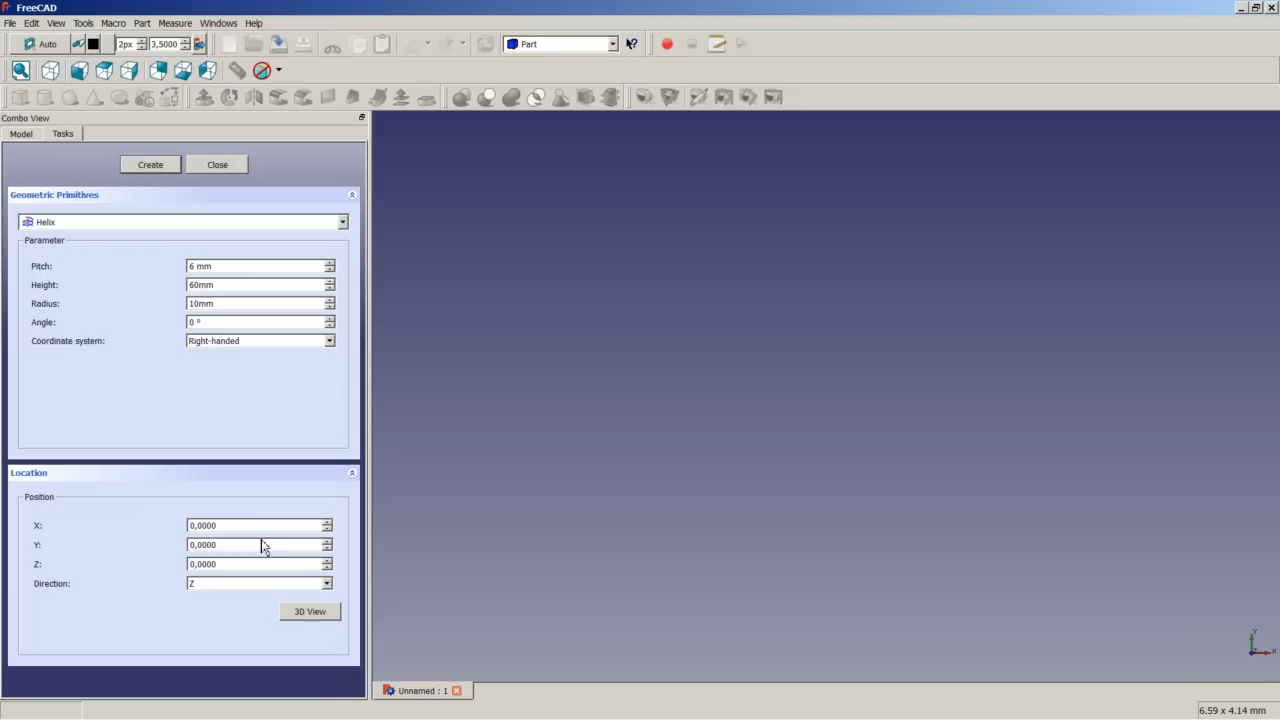 FreeCAD
File Edit View Tools Macro Part Measure Windows Help
Auto 2px 3,5000 Part
Combo View
Model Tasks
Create Close
Geometric Primitives
Helix
Parameter
Pitch: 6 mm
Height: 60mm
Radius: 10mm
Angle: 0 °
Coordinate system: Right-handed
Location
Position
X: 0,0000
Y: 0,0000
Z: 0,0000
Direction: Z
3D View
Y
Z X
Unnamed : 1
6.59 x 4.14 mm